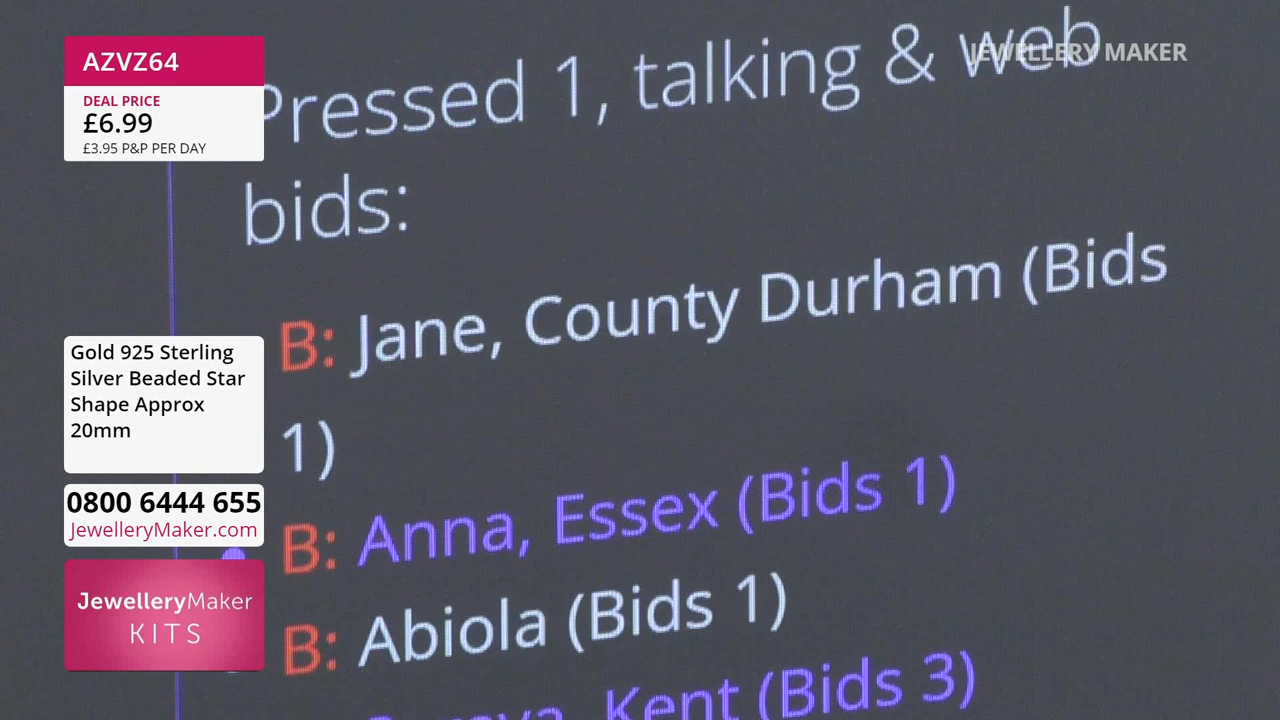 AZVZ64
DEAL PRICE
£6.99
£3.95 P&P PER DAY
JEWELLERY MAKER
Pressed 1, talking & web
bids:
B: Jane, County Durham (Bids
1)
B: Anna, Essex (Bids 1)
B: Abiola (Bids 1)
Kent (Bids 3)
Gold 925 Sterling
Silver Beaded Star
Shape Approx
20mm
0800 6444 655
JewelleryMaker.com
JewelleryMaker
KITS